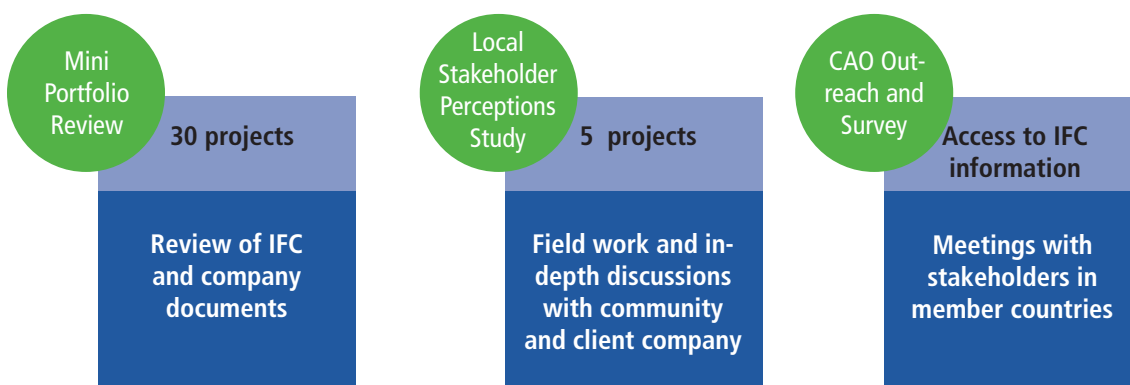 Mini
Portfolio
Review
30 projects
Review of IFC
and company
documents
Local
Stakeholder
Perceptions
Study
5 projects
Field work and in-
depth discussions
with community
and client company
CAO Out-
reach and
Survey
Access to IFC
information
Meetings with
stakeholders in
member countries